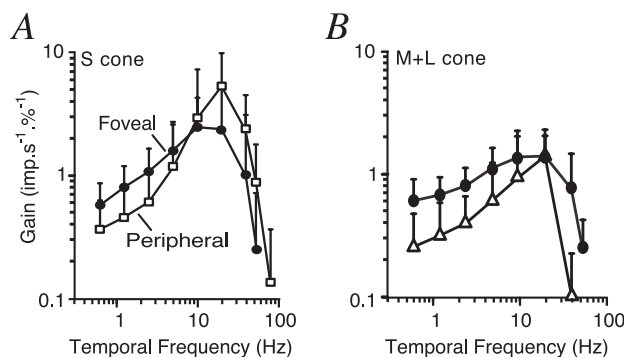 A
S cone
Foveal
Peripheral
Gain (imp.s⁻¹.%⁻¹)
10
1
0.1
1
10
100
Temporal Frequency (Hz)
B
M+L cone
10
1
0.1
1
10
100
Temporal Frequency (Hz)